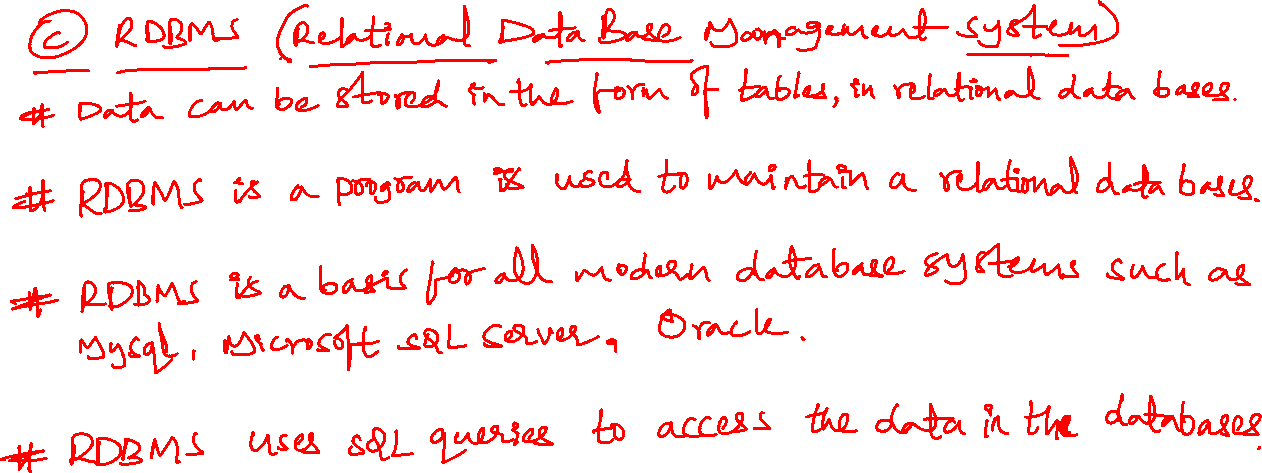 (c) RDBMS (Relational Data Base Management System)
# Data can be stored in the form of tables, in relational data bases.
# RDBMS is a program is used to maintain a relational data bases.
# RDBMS is a basis for all modern database systems such as
Mysql, Microsoft SQL Server, Oracle.
# RDBMS uses SQL queries to access the data in the databases.